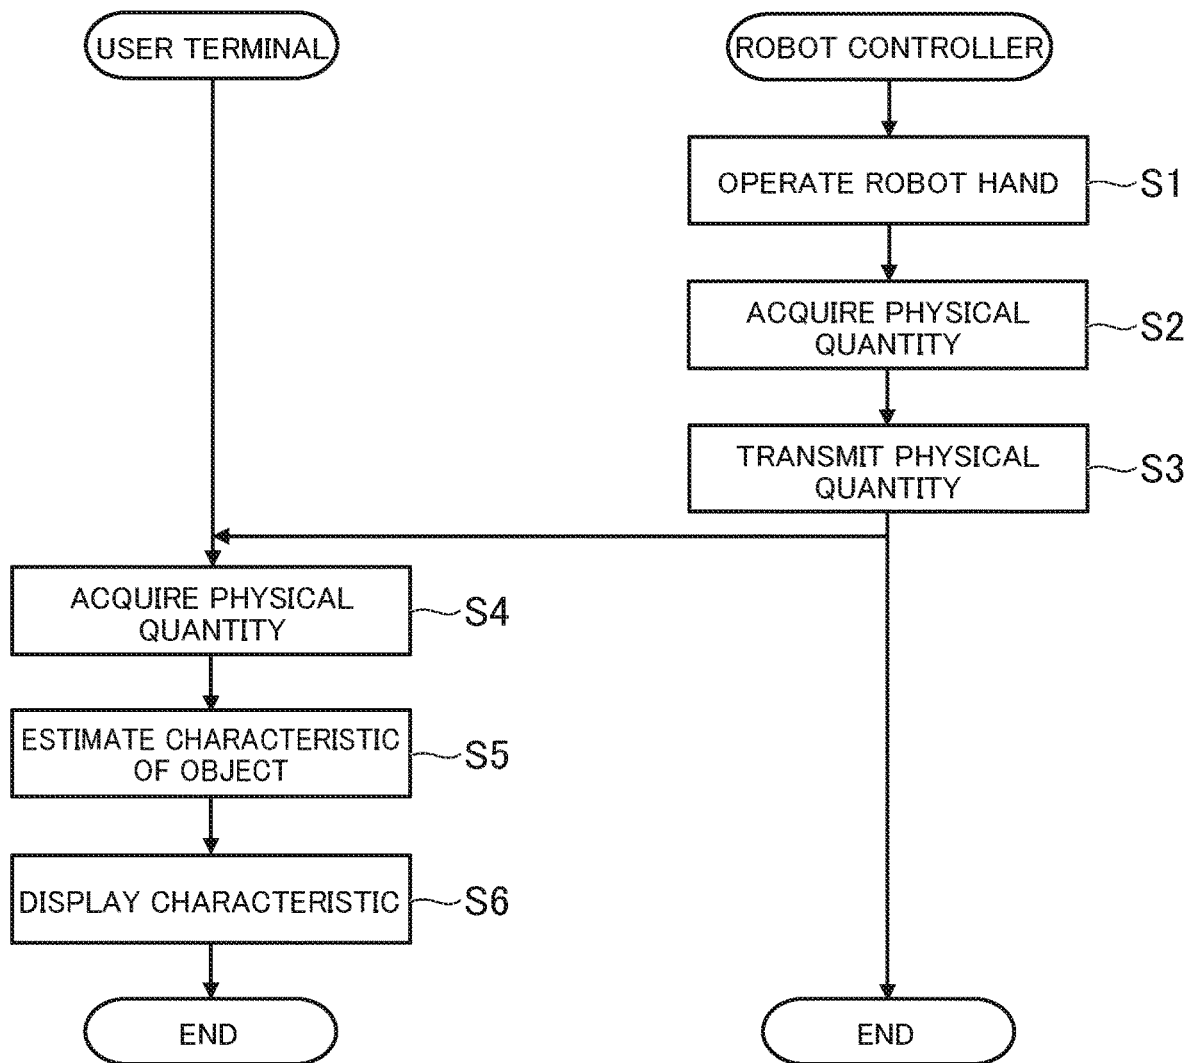 USER TERMINAL
ROBOT CONTROLLER
OPERATE ROBOT HAND
S1
ACQUIRE PHYSICAL
QUANTITY
S2
TRANSMIT PHYSICAL
QUANTITY
S3
ACQUIRE PHYSICAL
QUANTITY
S4
ESTIMATE CHARACTERISTIC
OF OBJECT
S5
DISPLAY CHARACTERISTIC
S6
END
END